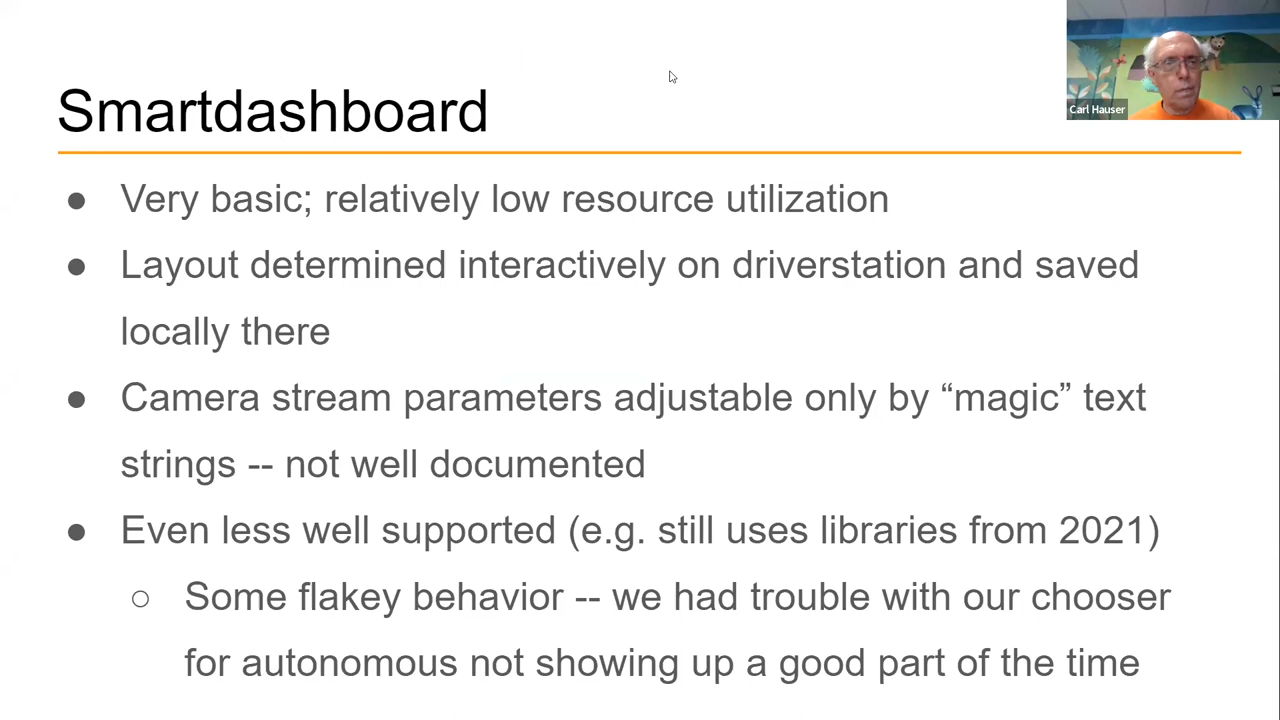 Smartdashboard
Carl Hauser
● Very basic; relatively low resource utilization
● Layout determined interactively on driverstation and saved
locally there
● Camera stream parameters adjustable only by “magic” text
strings -- not well documented
● Even less well supported (e.g. still uses libraries from 2021)
○ Some flakey behavior -- we had trouble with our chooser
for autonomous not showing up a good part of the time